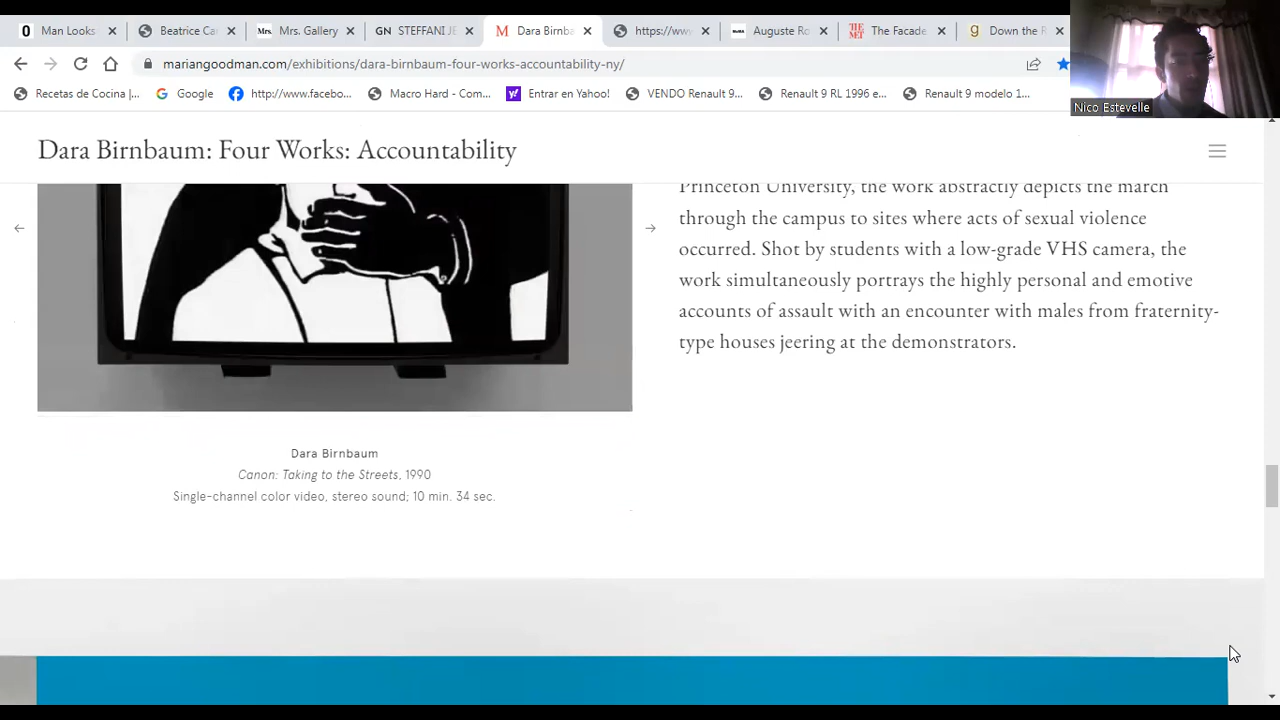 Man Looks
Beatrice Ca
Mrs. Mrs. Gallery
GN STEFFANI J
M Dara Birnb
https://ww
Auguste Ro
THE MET The Facade
g Down the R
mariangoodman.com/exhibitions/dara-birnbaum-four-works-accountability-ny/
Recetas de Cocina |...
Google
http://www.facebo...
Macro Hard - Com...
Entrar en Yahoo!
VENDO Renault 9...
Renault 9 RL 1996 e...
Renault 9 modelo 1...
Nico Estevelle
Dara Birnbaum: Four Works: Accountability
Princeton University, the work abstractly depicts the march
through the campus to sites where acts of sexual violence
occurred. Shot by students with a low-grade VHS camera, the
work simultaneously portrays the highly personal and emotive
accounts of assault with an encounter with males from fraternity-
type houses jeering at the demonstrators.
Dara Birnbaum
Canon: Taking to the Streets, 1990
Single-channel color video, stereo sound; 10 min. 34 sec.